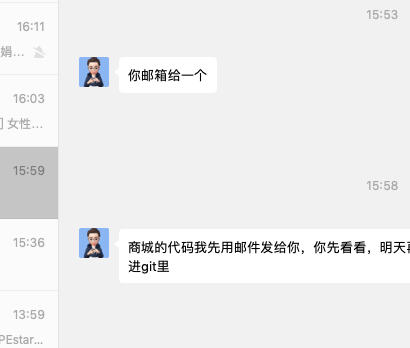 15:53
16:11
娟...
你邮箱给一个
16:03
] 女性...
15:59
15:58
15:36
商城的代码我先用邮件发给你，你先看看，明天
进git里
13:59
PEstar...